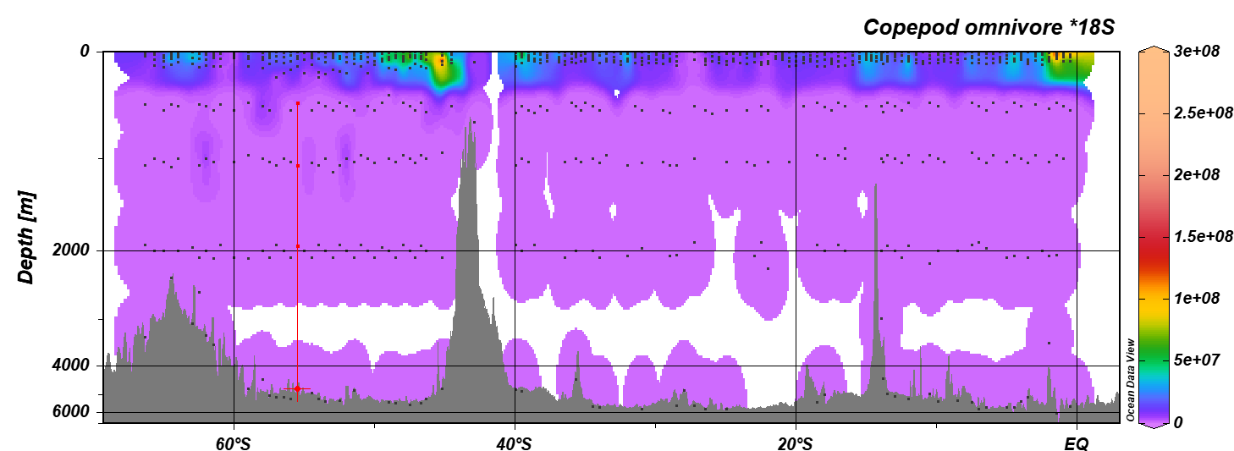 Copepod omnivore *18S
0
2000
4000
6000
Depth [m]
60°S
40°S
20°S
EQ
3e+08
2.5e+08
2e+08
1.5e+08
1e+08
5e+07
0
Ocean Data View